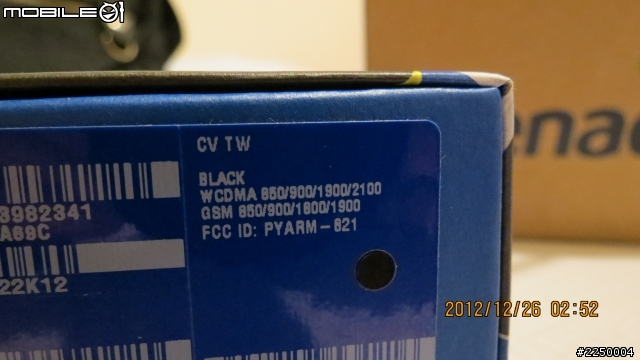 MOBILE01
CV TW
BLACK
WCDMA 850/900/1900/2100
GSM 850/900/1800/1900
FCC ID: PYARM-821
3982341
A69C
22K12
enad
2012/12/26 02:52
#2250004